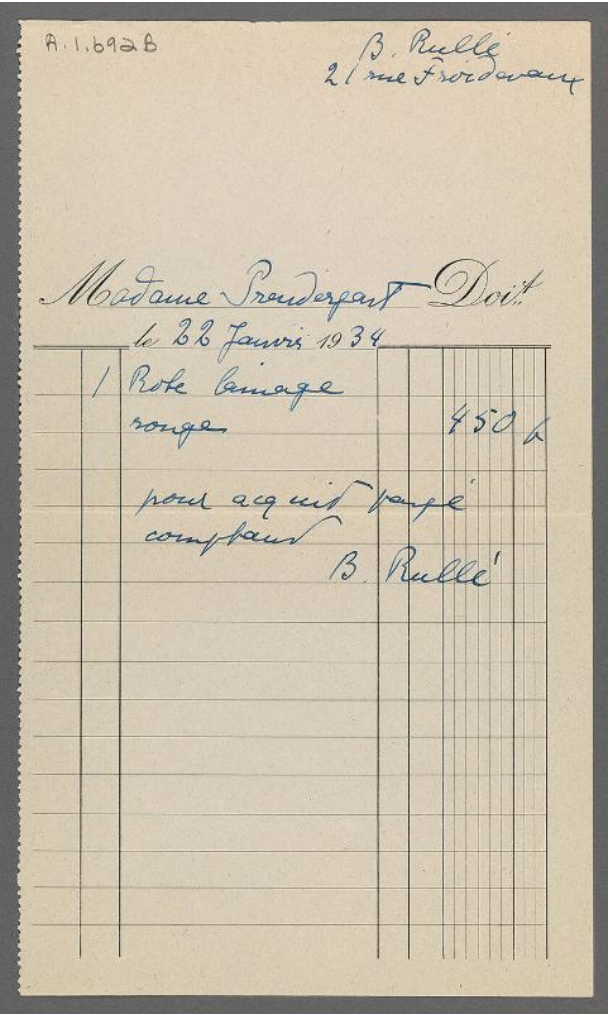 A.1.692B
B. Rullé
21 rue Froidevaux
Madame Prendergast Doit
le 22 Janvier 1934
1 Robe lainage
rouge 450 f
pour acquit payé
comptant
B. Rullé